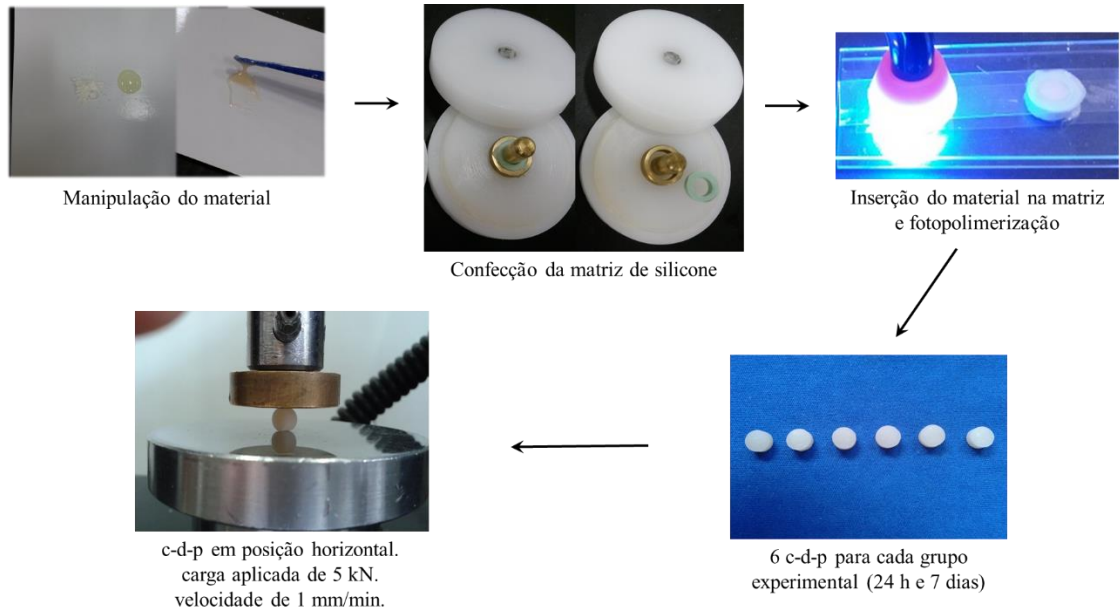 Manipulação do material
Confecção da matriz de silicone
Inserção do material na matriz
e fotopolimerização
6 c-d-p para cada grupo
experimental (24 h e 7 dias)
c-d-p em posição horizontal.
carga aplicada de 5 kN.
velocidade de 1 mm/min.